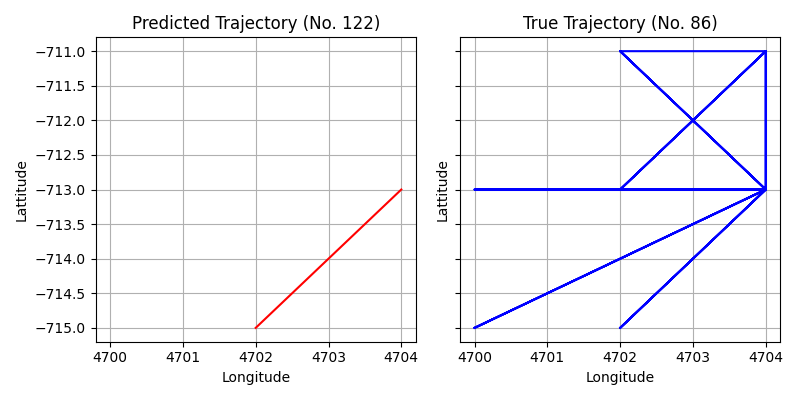 Predicted Trajectory (No. 122)
True Trajectory (No. 86)
−711.0
−711.5
−712.0
−712.5
−713.0
−713.5
−714.0
−714.5
−715.0
Lattitude
Lattitude
4700 4701 4702 4703 4704
4700 4701 4702 4703 4704
Longitude
Longitude